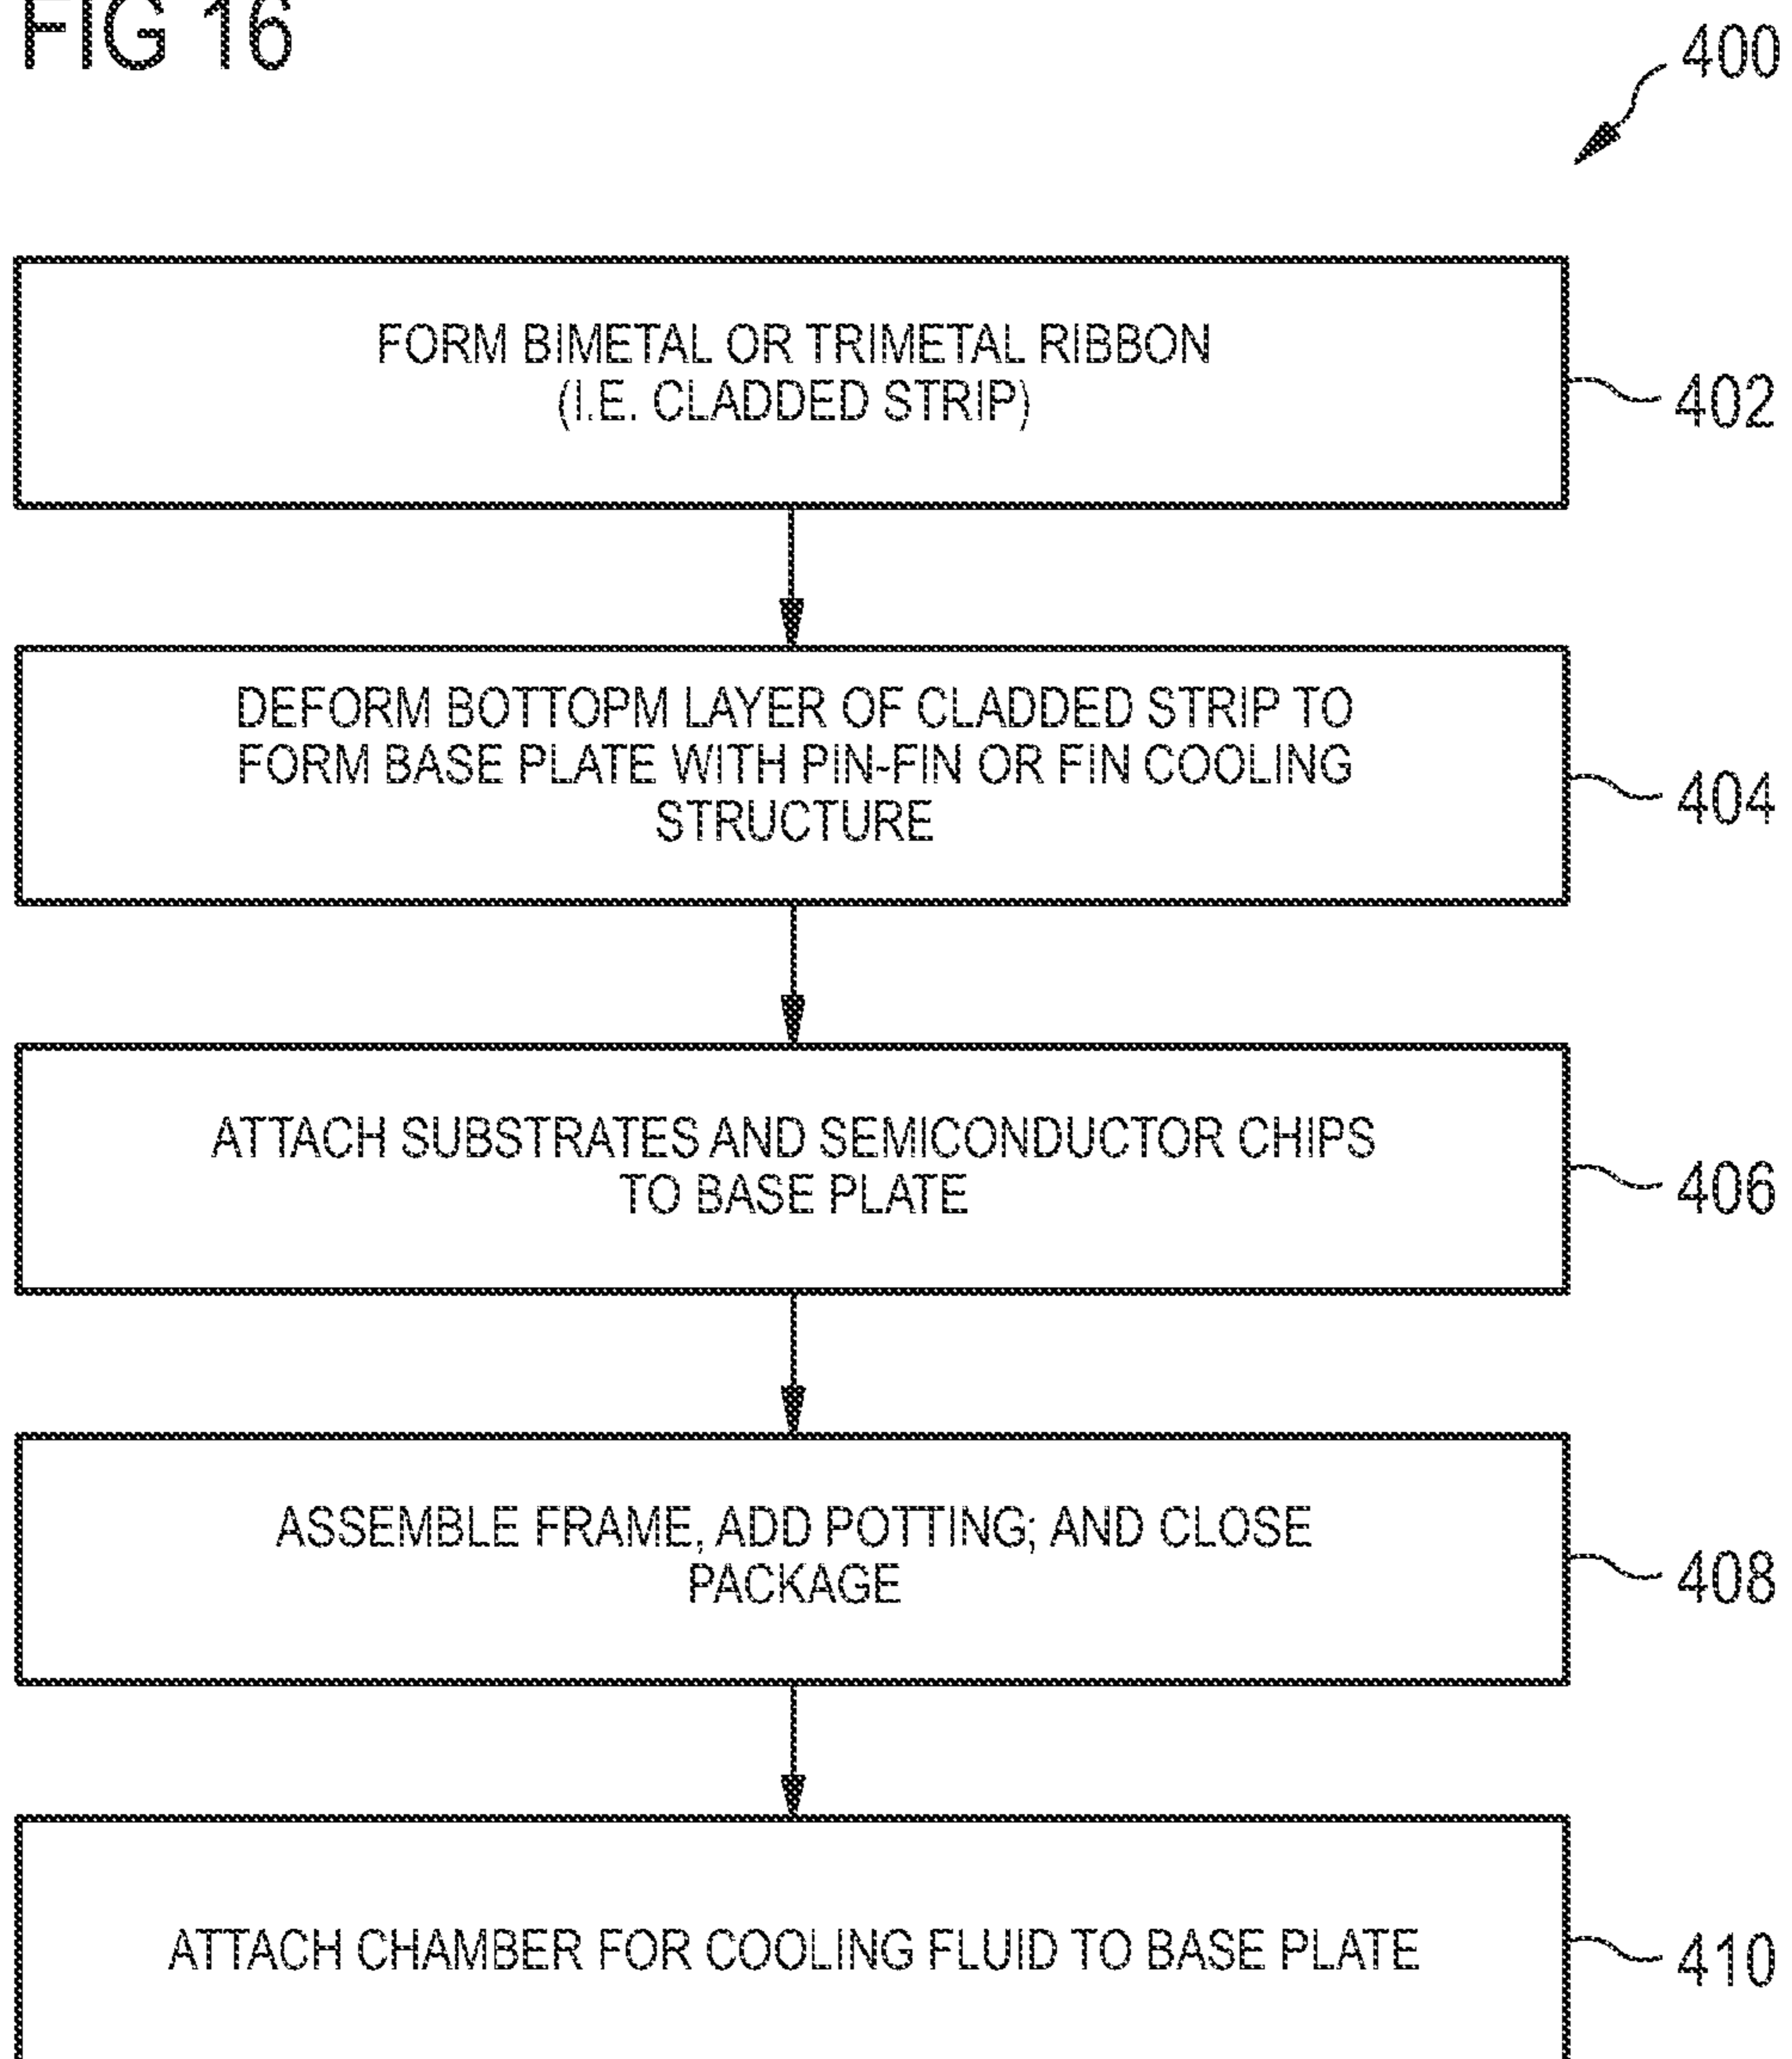 FIG 16
400
FORM BIMETAL OR TRIMETAL RIBBON
(I.E. CLADDED STRIP)
402
DEFORM BOTTOPM LAYER OF CLADDED STRIP TO
FORM BASE PLATE WITH PIN-FIN OR FIN COOLING
STRUCTURE
404
ATTACH SUBSTRATES AND SEMICONDUCTOR CHIPS
TO BASE PLATE
406
ASSEMBLE FRAME, ADD POTTING; AND CLOSE
PACKAGE
408
ATTACH CHAMBER FOR COOLING FLUID TO BASE PLATE
410